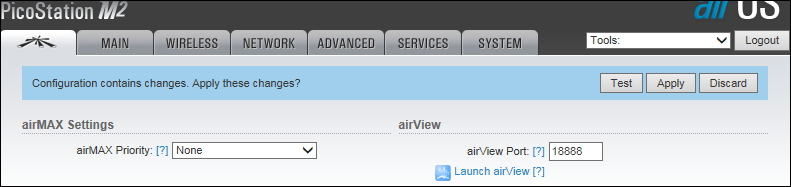 PicoStation M2
MAIN WIRELESS NETWORK ADVANCED SERVICES SYSTEM Tools: Logout
Configuration contains changes. Apply these changes? Test Apply Discard
airMAX Settings airView
airMAX Priority: [?] None airView Port: [?] 18888
Launch airView [?]